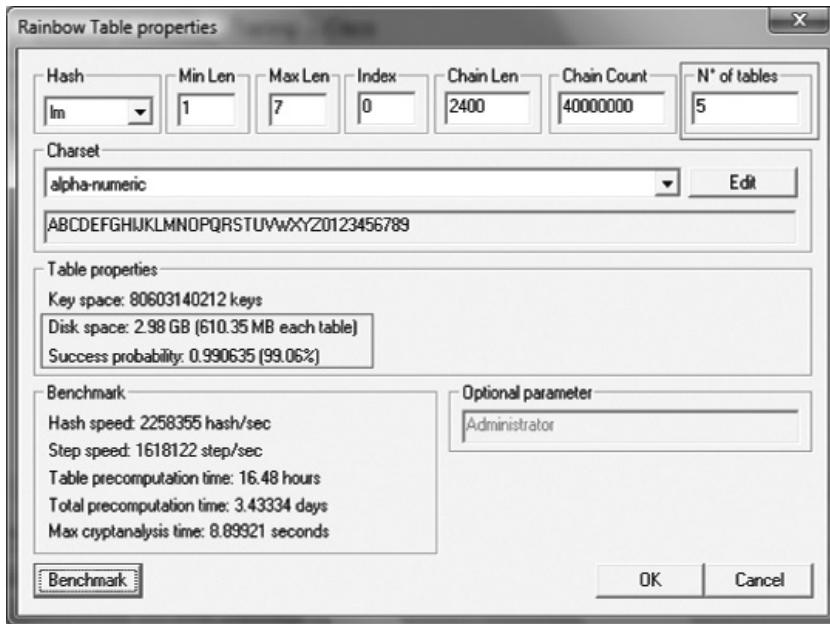 Rainbow Table properties
Hash
Min Len
Max Len
Index
Chain Len
Chain Count
N° of tables
lm
1
7
0
2400
40000000
5
Charset
alpha-numeric
Edit
ABCDEFGHIJKLMNOPQRSTUVWXYZ0123456789
Table properties
Key space: 80603140212 keys
Disk space: 2.98 GB (610.35 MB each table)
Success probability: 0.990635 (99.06%)
Benchmark
Hash speed: 2258355 hash/sec
Step speed: 1618122 step/sec
Table precomputation time: 16.48 hours
Total precomputation time: 3.43334 days
Max cryptanalysis time: 8.89921 seconds
Optional parameter
Administrator
Benchmark
OK
Cancel